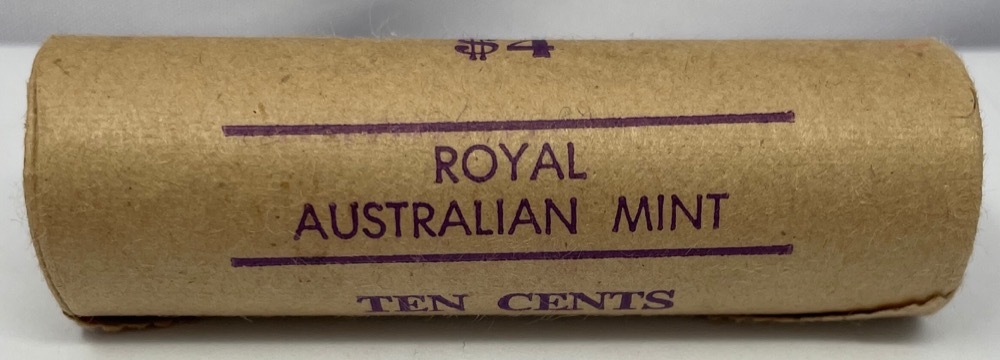 $4
ROYAL
AUSTRALIAN MINT
TEN CENTS